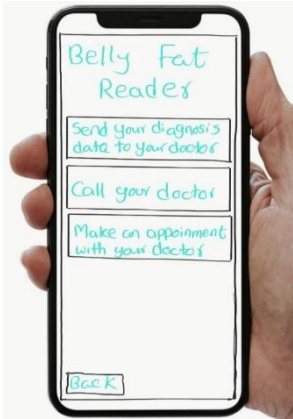 Belly Fat
Reader
Send your diagnosis
data to your doctor
Call your doctor
Make an appoinment
with your doctor
Back